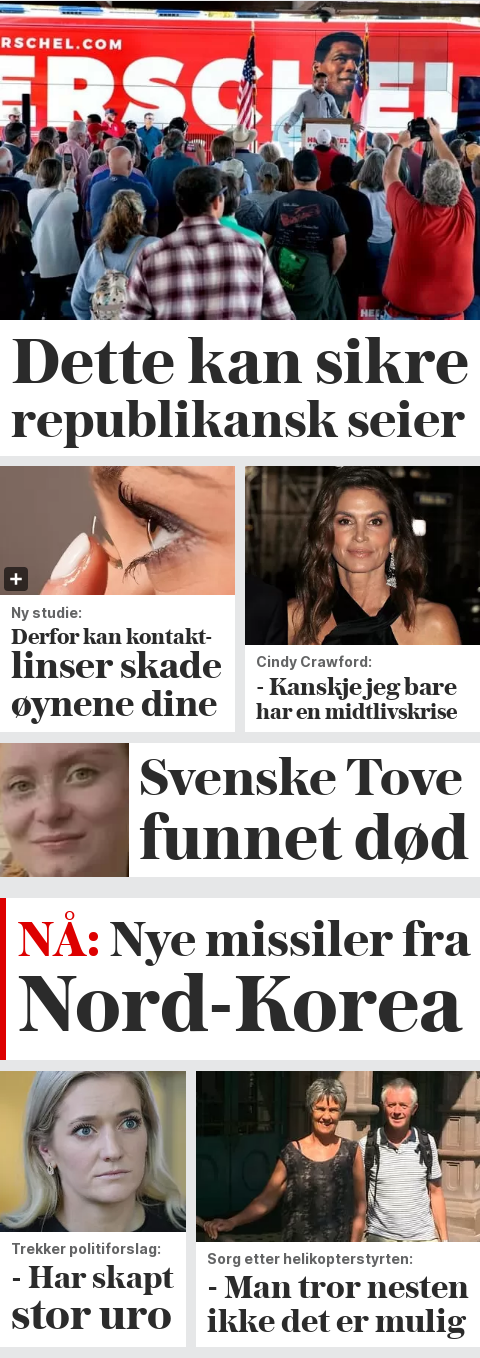 RSCHEL.COM
ERSCHEL
Dette kan sikre
republikansk seier
Ny studie:
Derfor kan kontakt-
linser skade
øynene dine
Cindy Crawford:
- Kanskje jeg bare
har en midtlivskrise
Svenske Tove
funnet død
NÅ: Nye missiler fra
Nord-Korea
Trekker politiforslag:
- Har skapt
stor uro
Sorg etter helikopterstyrten:
- Man tror nesten
ikke det er mulig